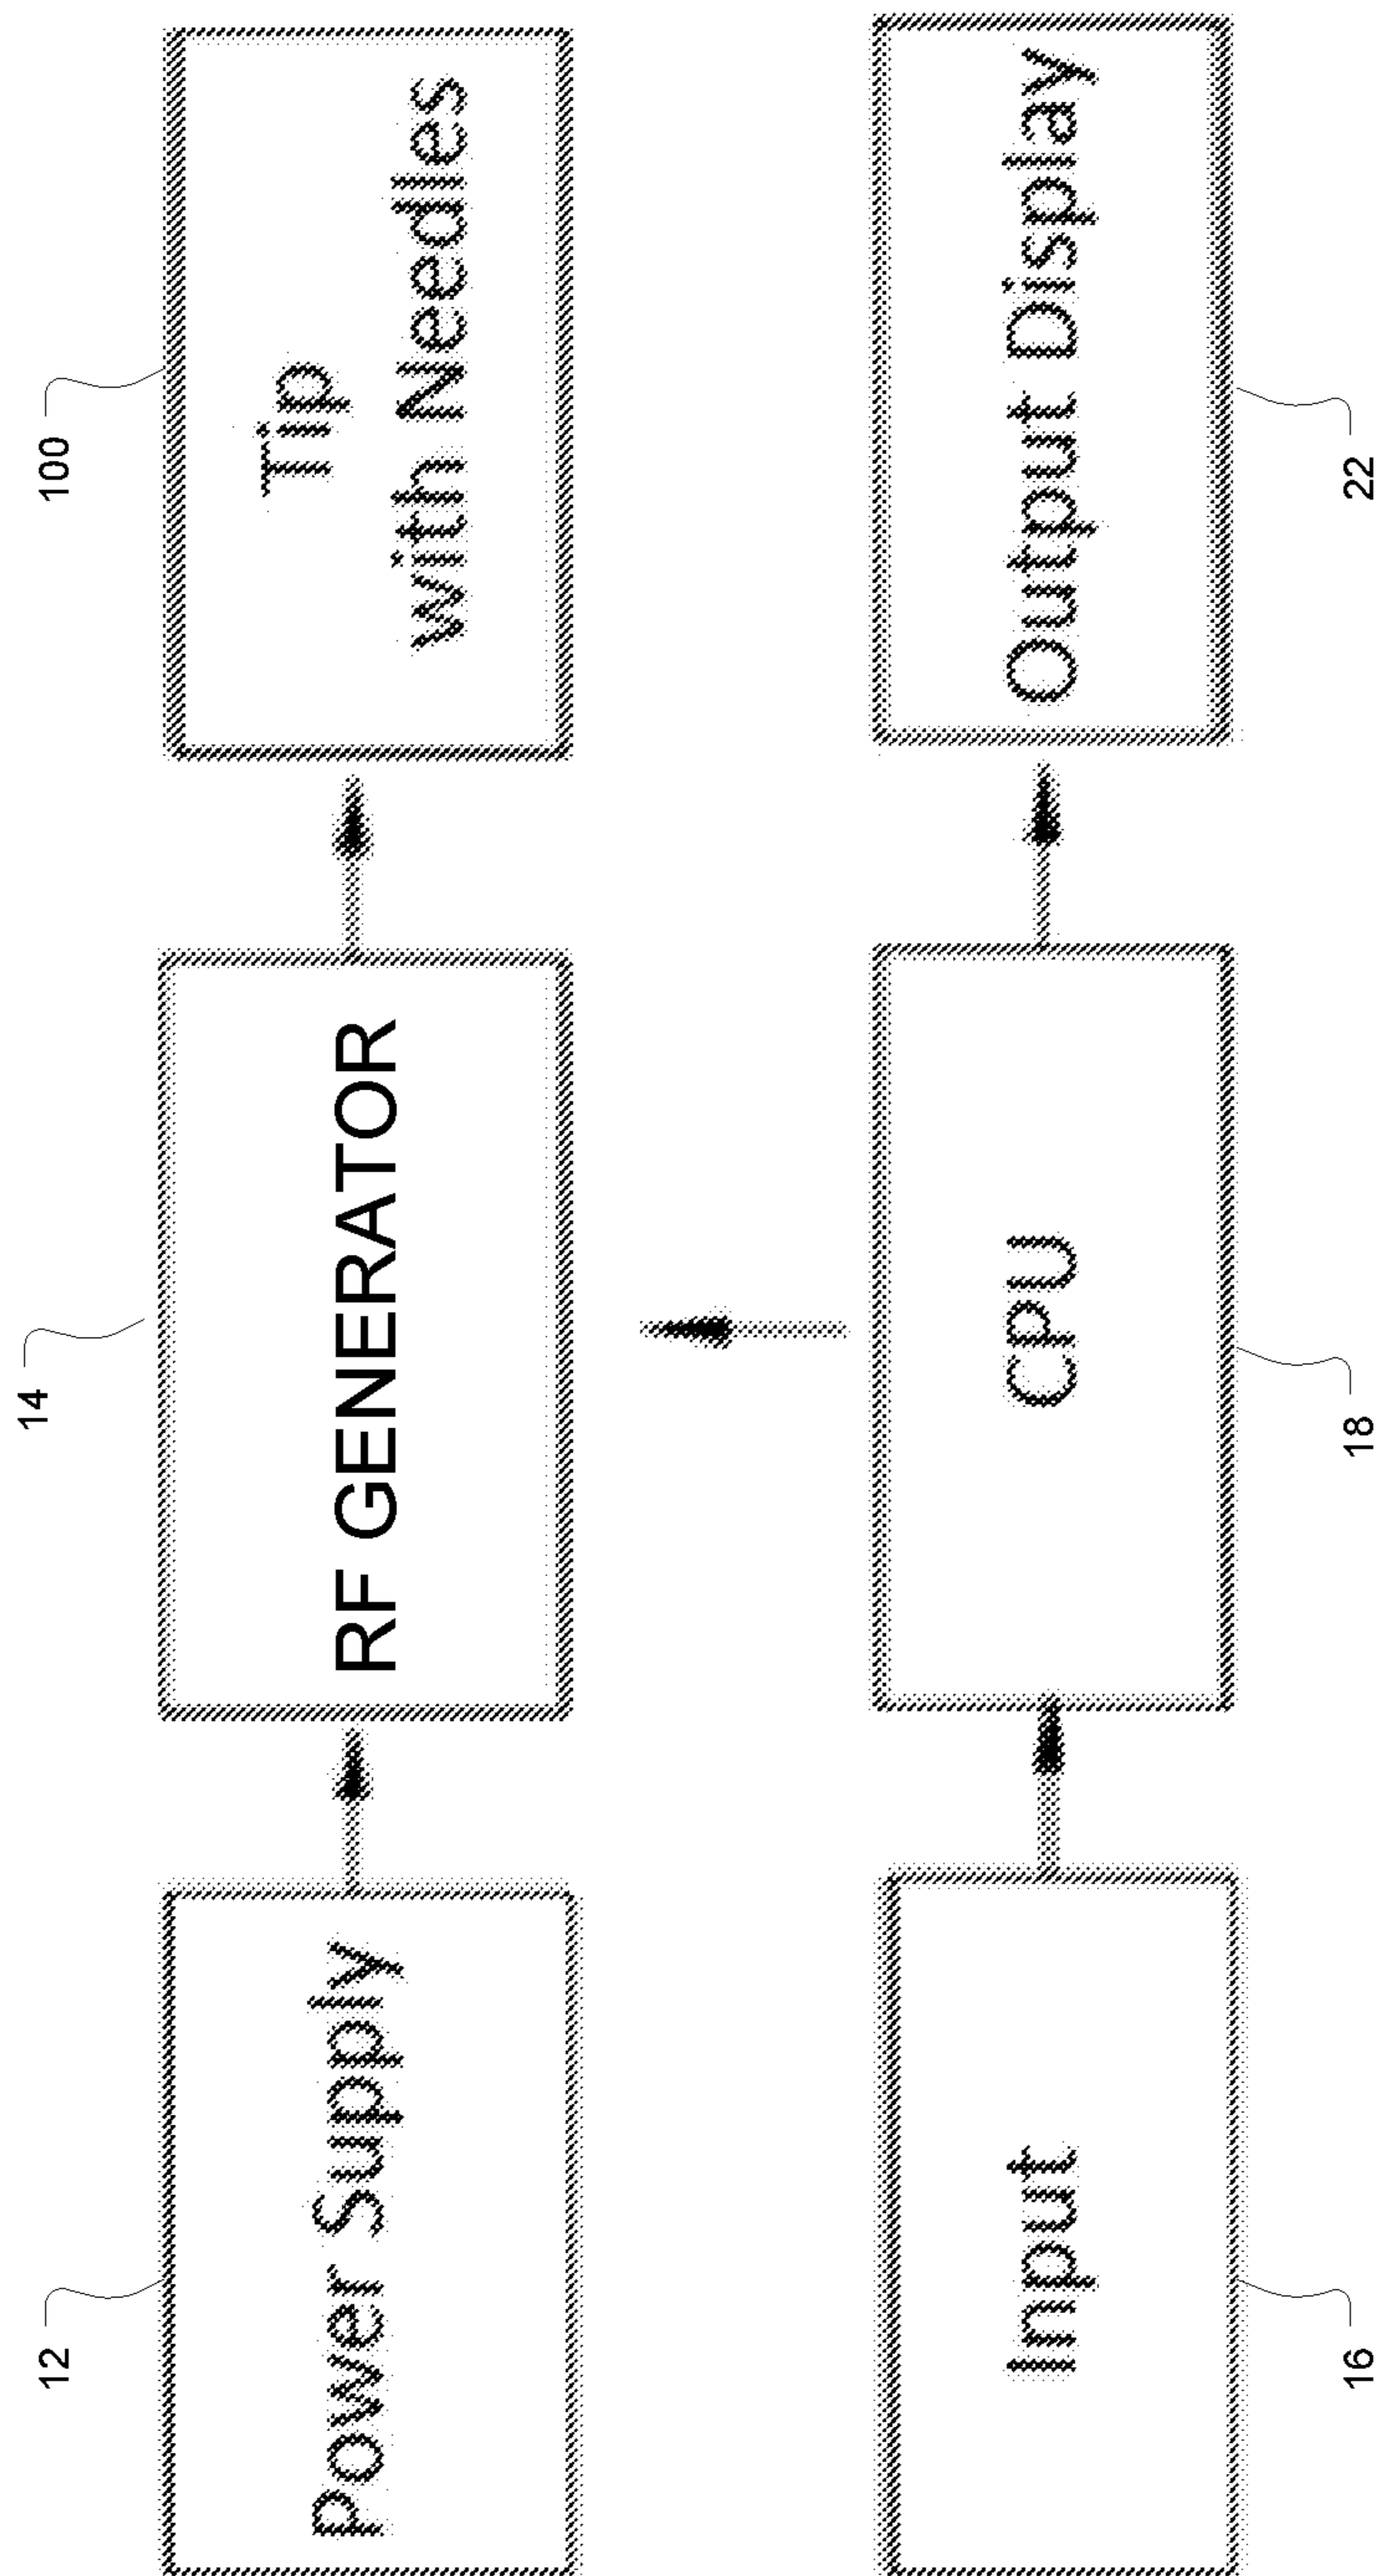 12
14
100
Power Supply
RF GENERATOR
Tip
with Needles
Input
CPU
Output Display
16
18
22